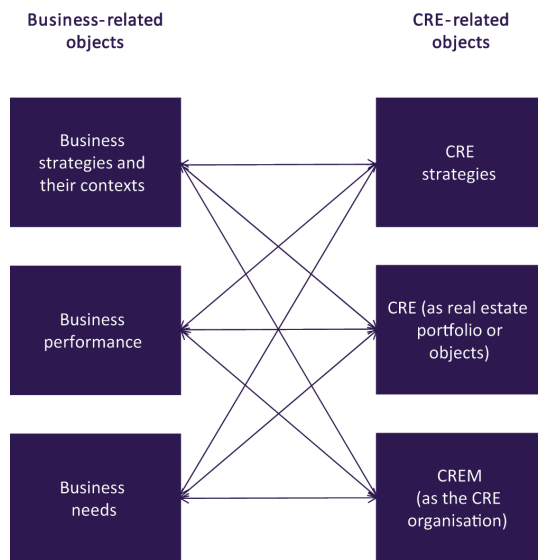 Business-related
objects
CRE-related
objects
Business
strategies and
their contexts
CRE
strategies
Business
performance
CRE (as real estate
portfolio or
objects)
Business
needs
CREM
(as the CRE
organisation)